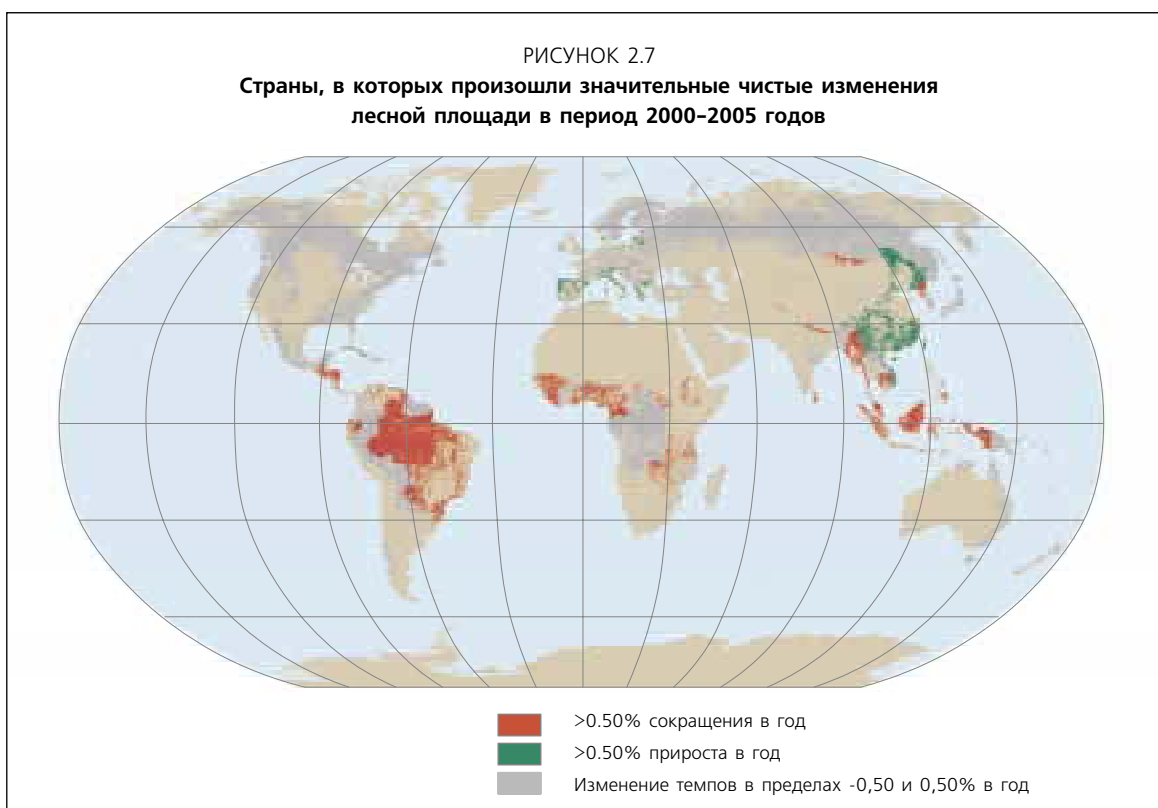 РИСУНОК 2.7
Страны, в которых произошли значительные чистые изменения
лесной площади в период 2000–2005 годов
>0.50% сокращения в год
>0.50% прироста в год
Изменение темпов в пределах -0,50 и 0,50% в год